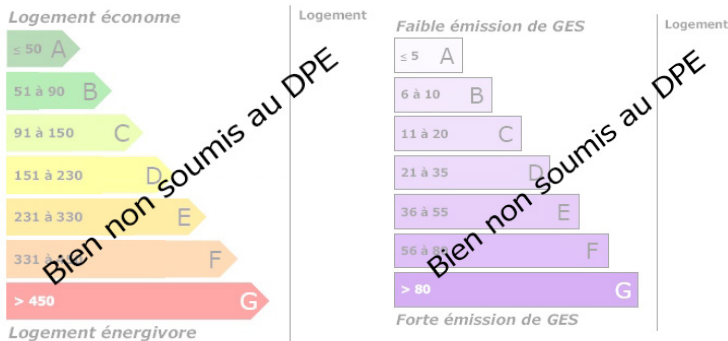 Logement économe
Logement
≤ 50 A
51 à 90 B
91 à 150 C
151 à 230 D
231 à 330 E
331 à F
> 450 G
Logement énergivore
Bien non soumis au DPE
Faible émission de GES
Logement
≤ 5 A
6 à 10 B
11 à 20 C
21 à 35 D
36 à 55 E
56 à 80 F
> 80 G
Forte émission de GES
Bien non soumis au DPE